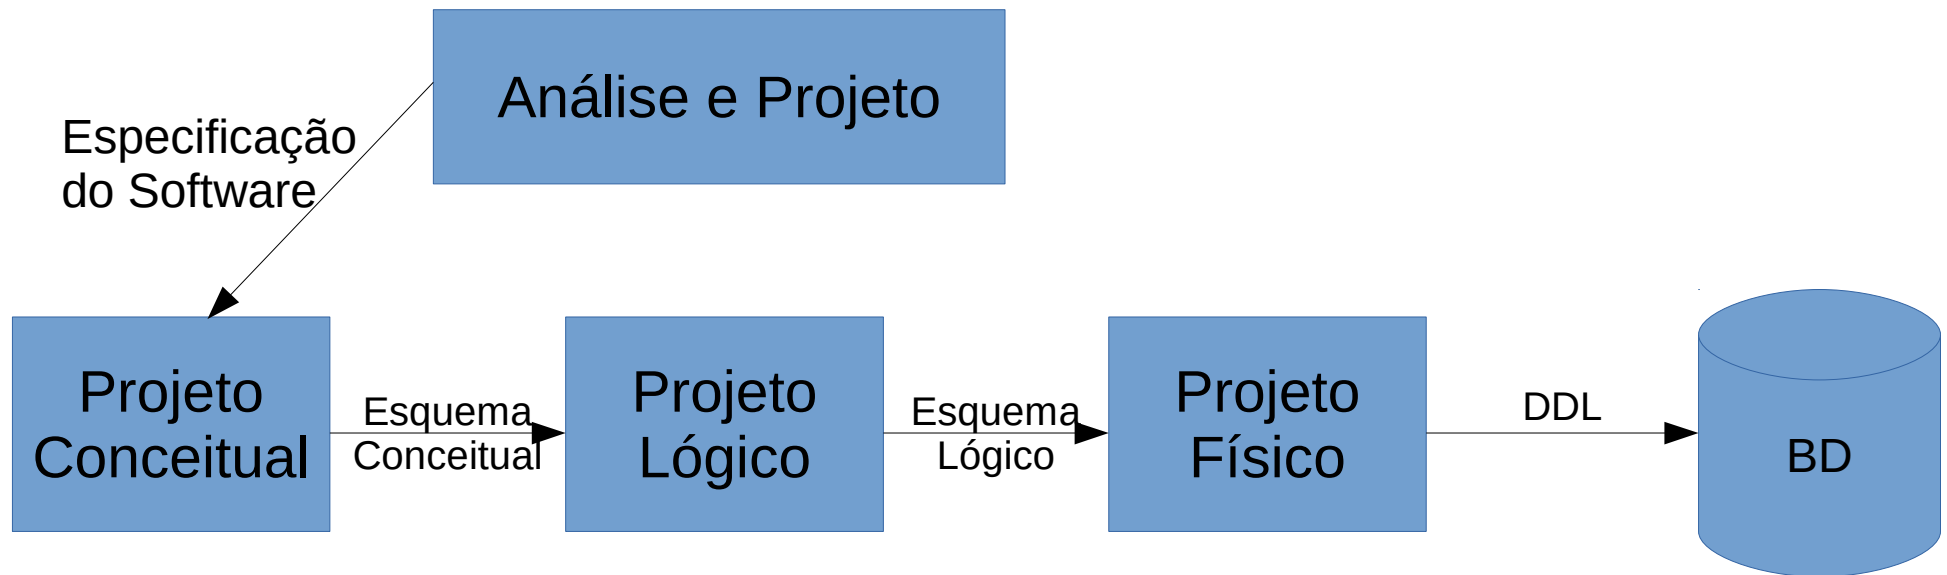 Análise e Projeto
Especificação
do Software
Projeto
Conceitual
Esquema
Conceitual
Projeto
Lógico
Esquema
Lógico
Projeto
Físico
DDL
BD